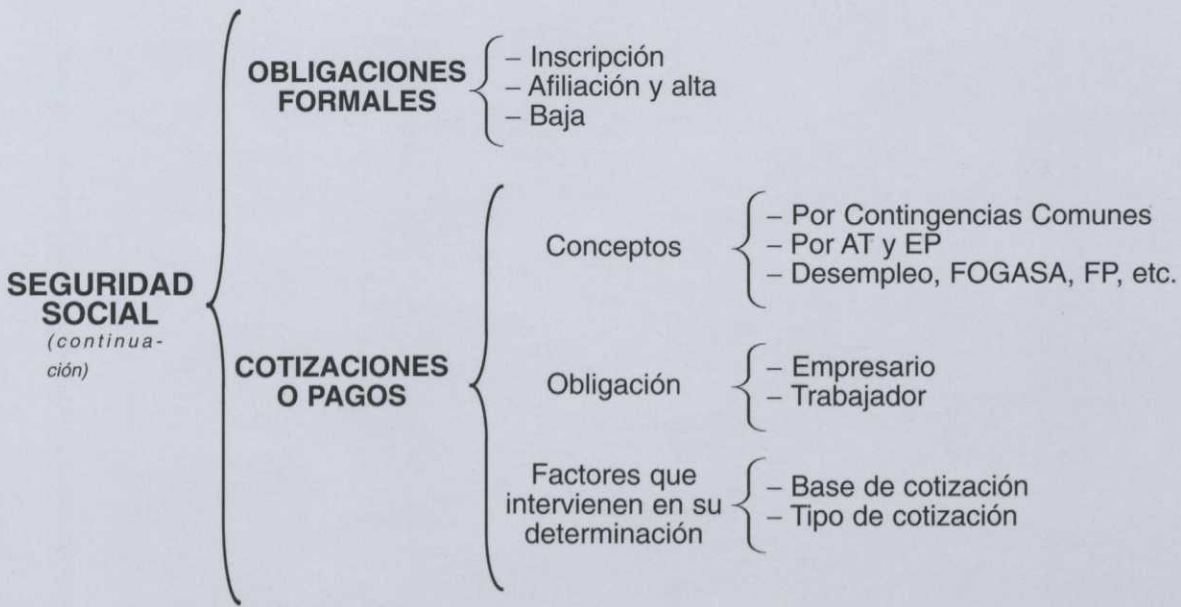 SEGURIDAD
SOCIAL
(continua-
ción)
OBLIGACIONES
FORMALES
– Inscripción
– Afiliación y alta
– Baja
COTIZACIONES
O PAGOS
Conceptos
– Por Contingencias Comunes
– Por AT y EP
– Desempleo, FOGASA, FP, etc.
Obligación
– Empresario
– Trabajador
Factores que
intervienen en su
determinación
– Base de cotización
– Tipo de cotización